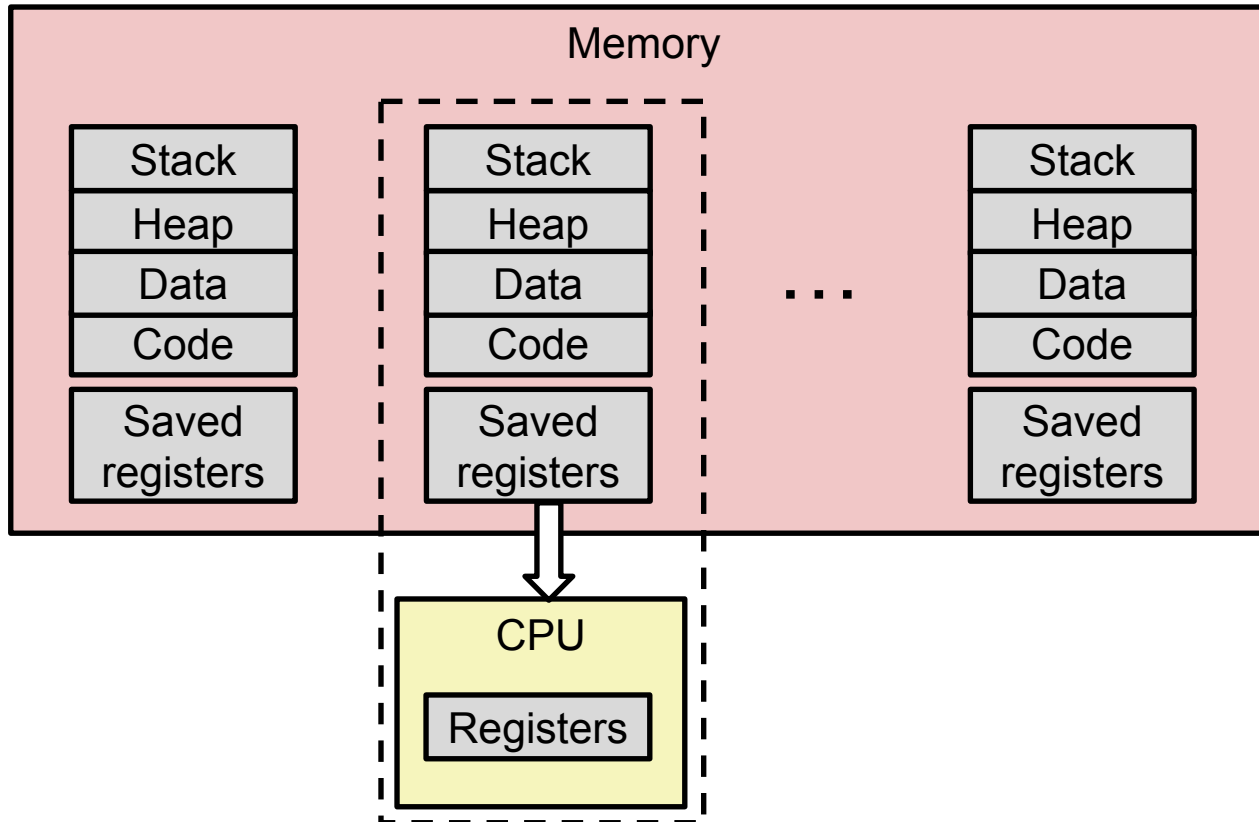 Memory
Stack
Heap
Data
Code
Saved
registers
Stack
Heap
Data
Code
Saved
registers
...
Stack
Heap
Data
Code
Saved
registers
CPU
Registers